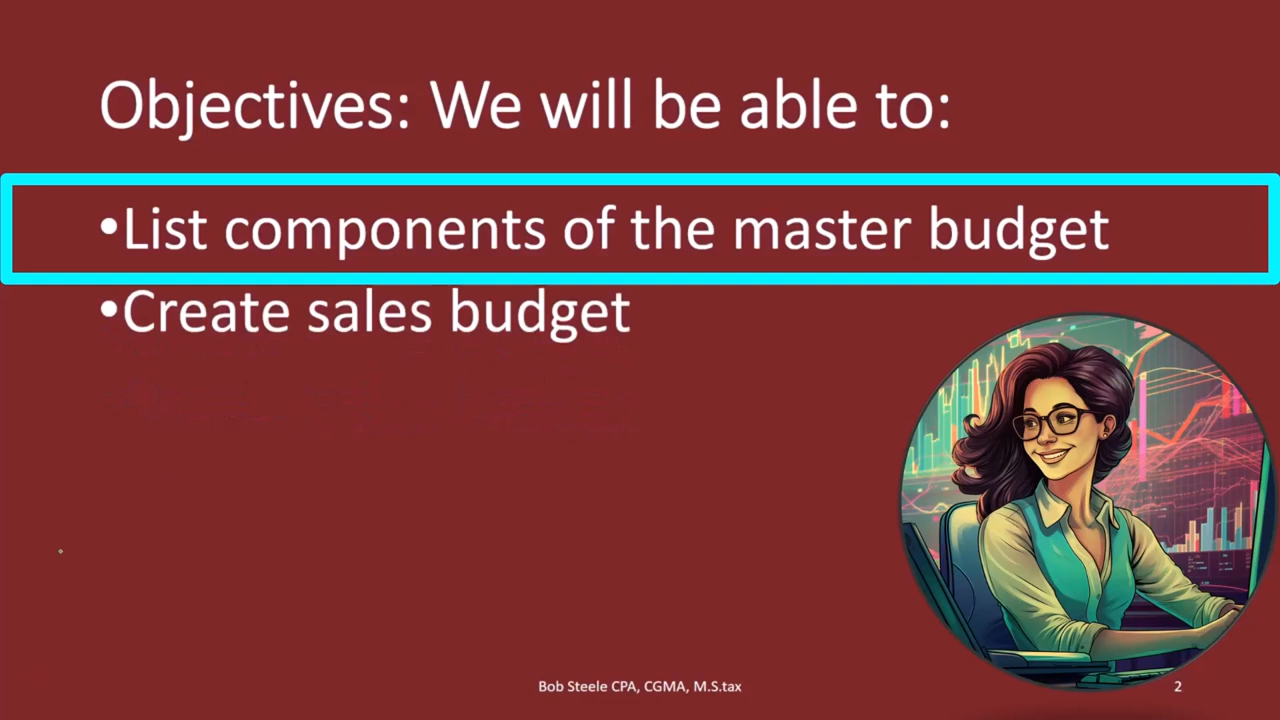 Objectives: We will be able to:
•List components of the master budget
•Create sales budget
Bob Steele CPA, CGMA, M.S.tax
2